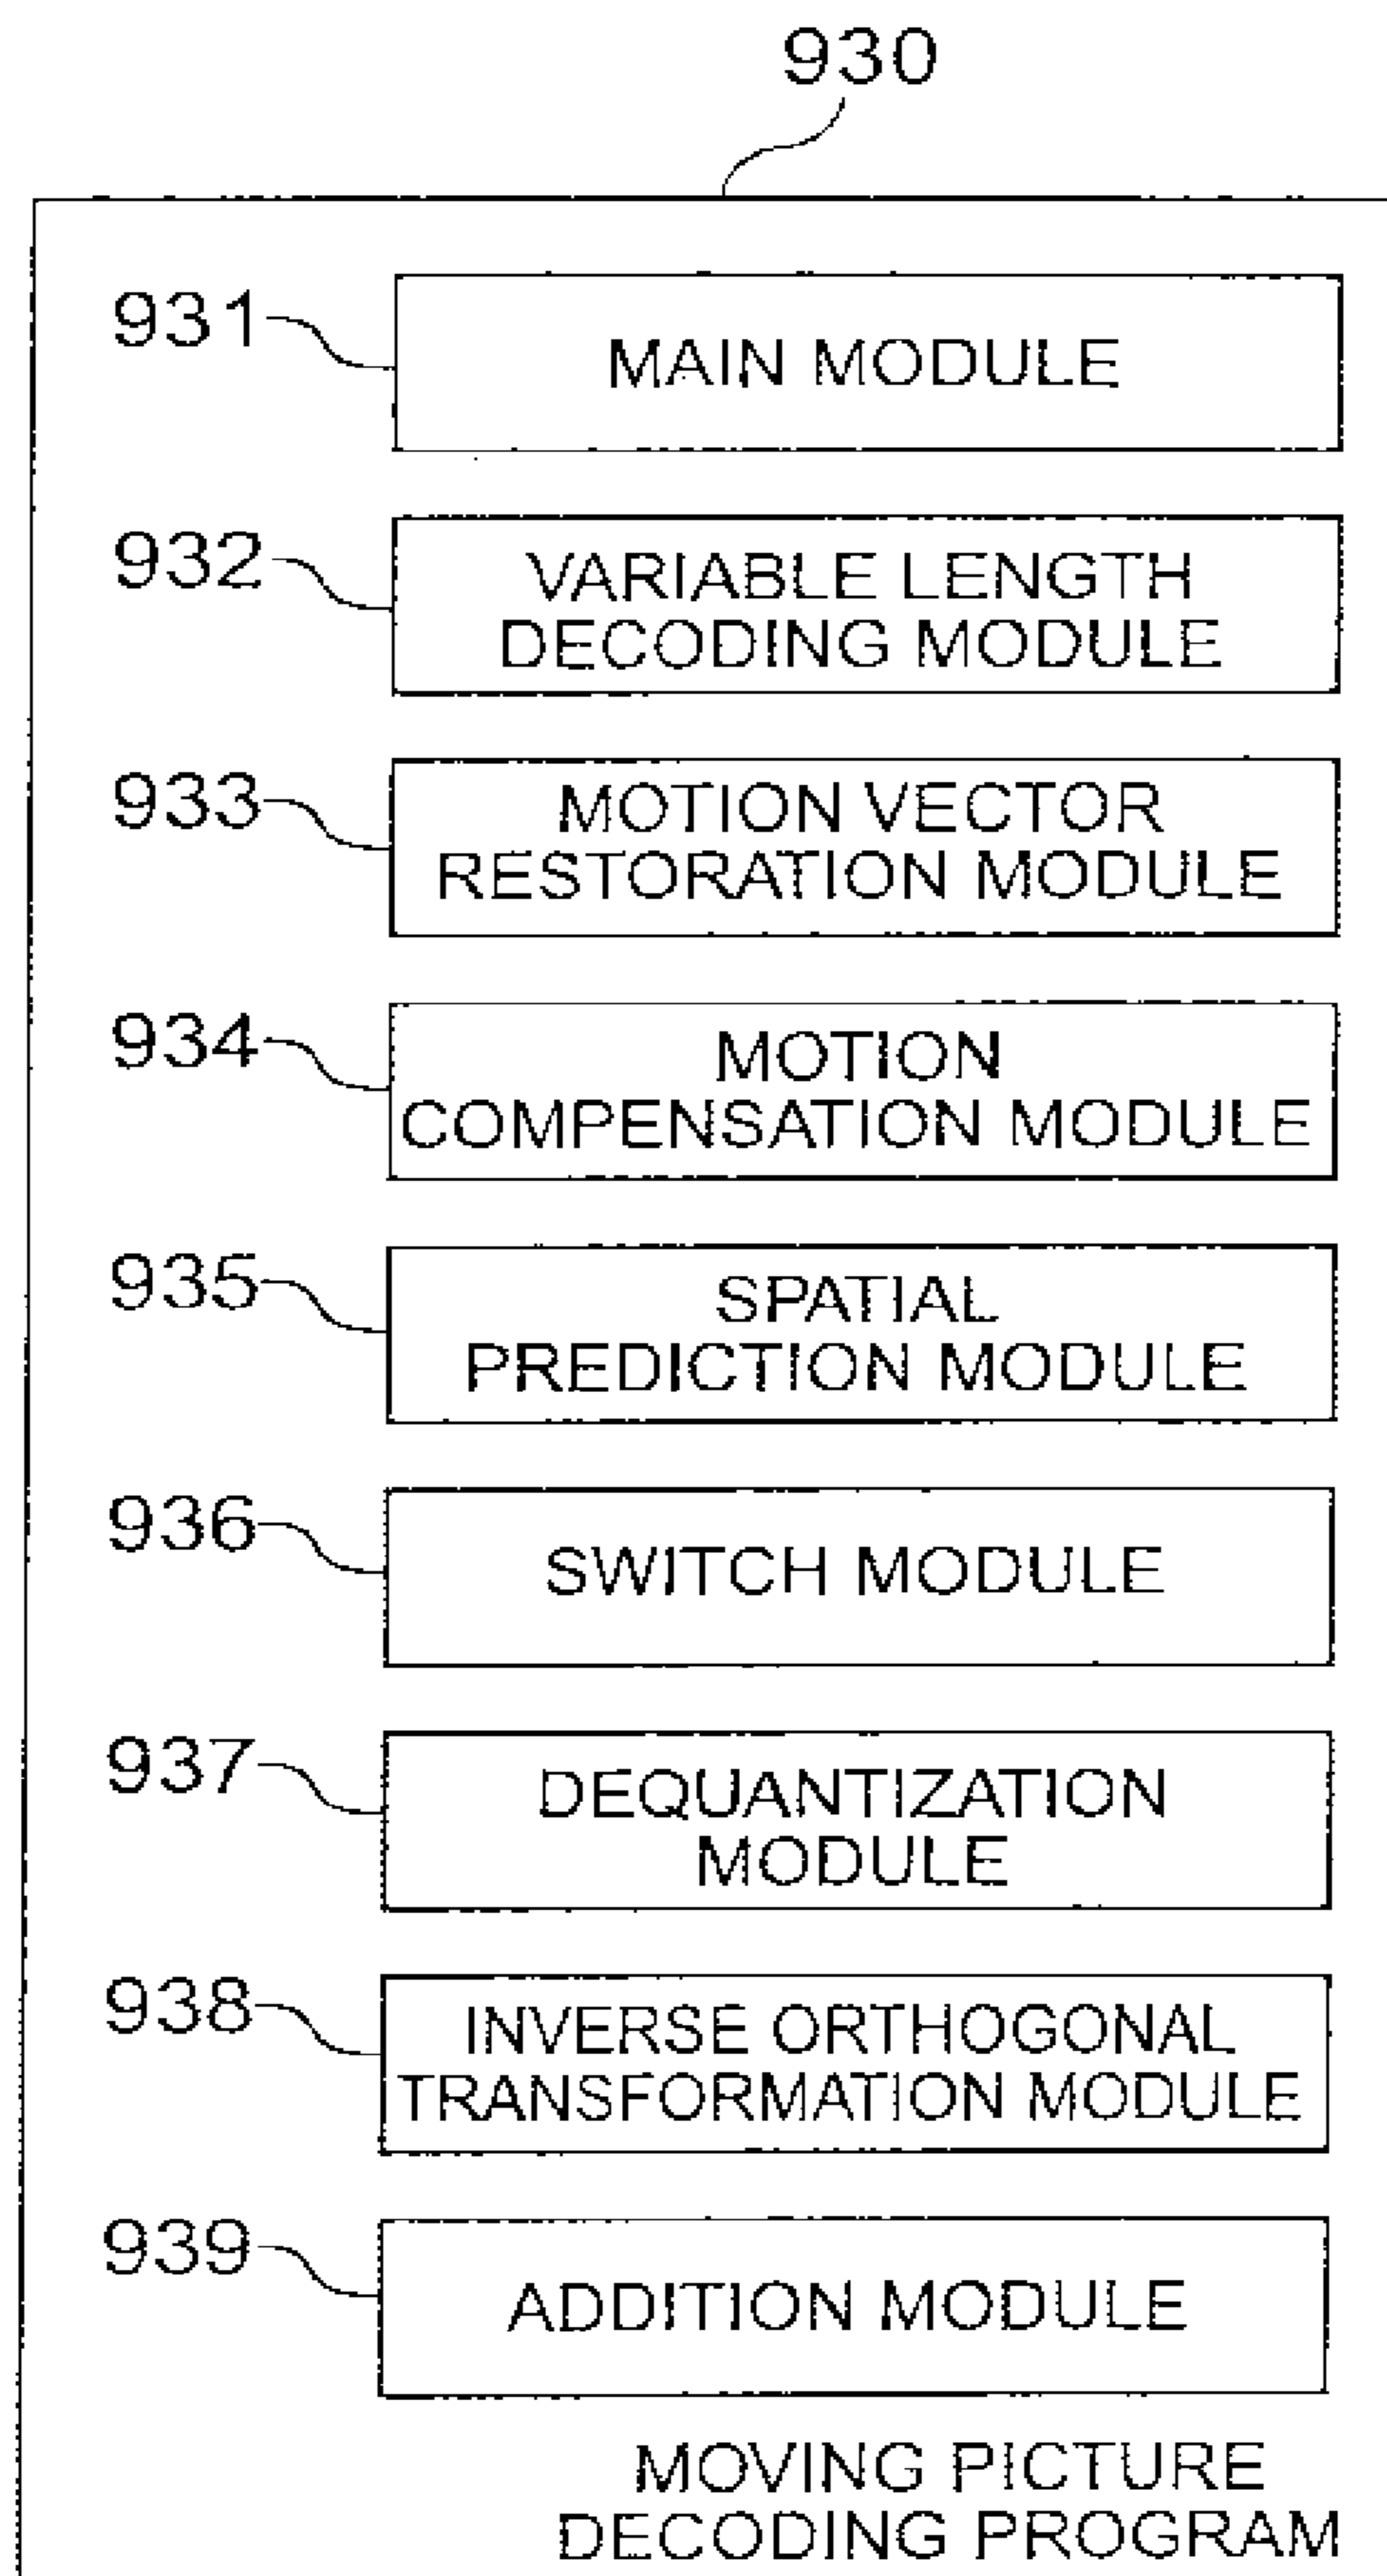 930
931
MAIN MODULE
932
VARIABLE LENGTH
DECODING MODULE
933
MOTION VECTOR
RESTORATION MODULE
934
MOTION
COMPENSATION MODULE
935
SPATIAL
PREDICTION MODULE
936
SWITCH MODULE
937
DEQUANTIZATION
MODULE
938
INVERSE ORTHOGONAL
TRANSFORMATION MODULE
939
ADDITION MODULE
MOVING PICTURE
DECODING PROGRAM